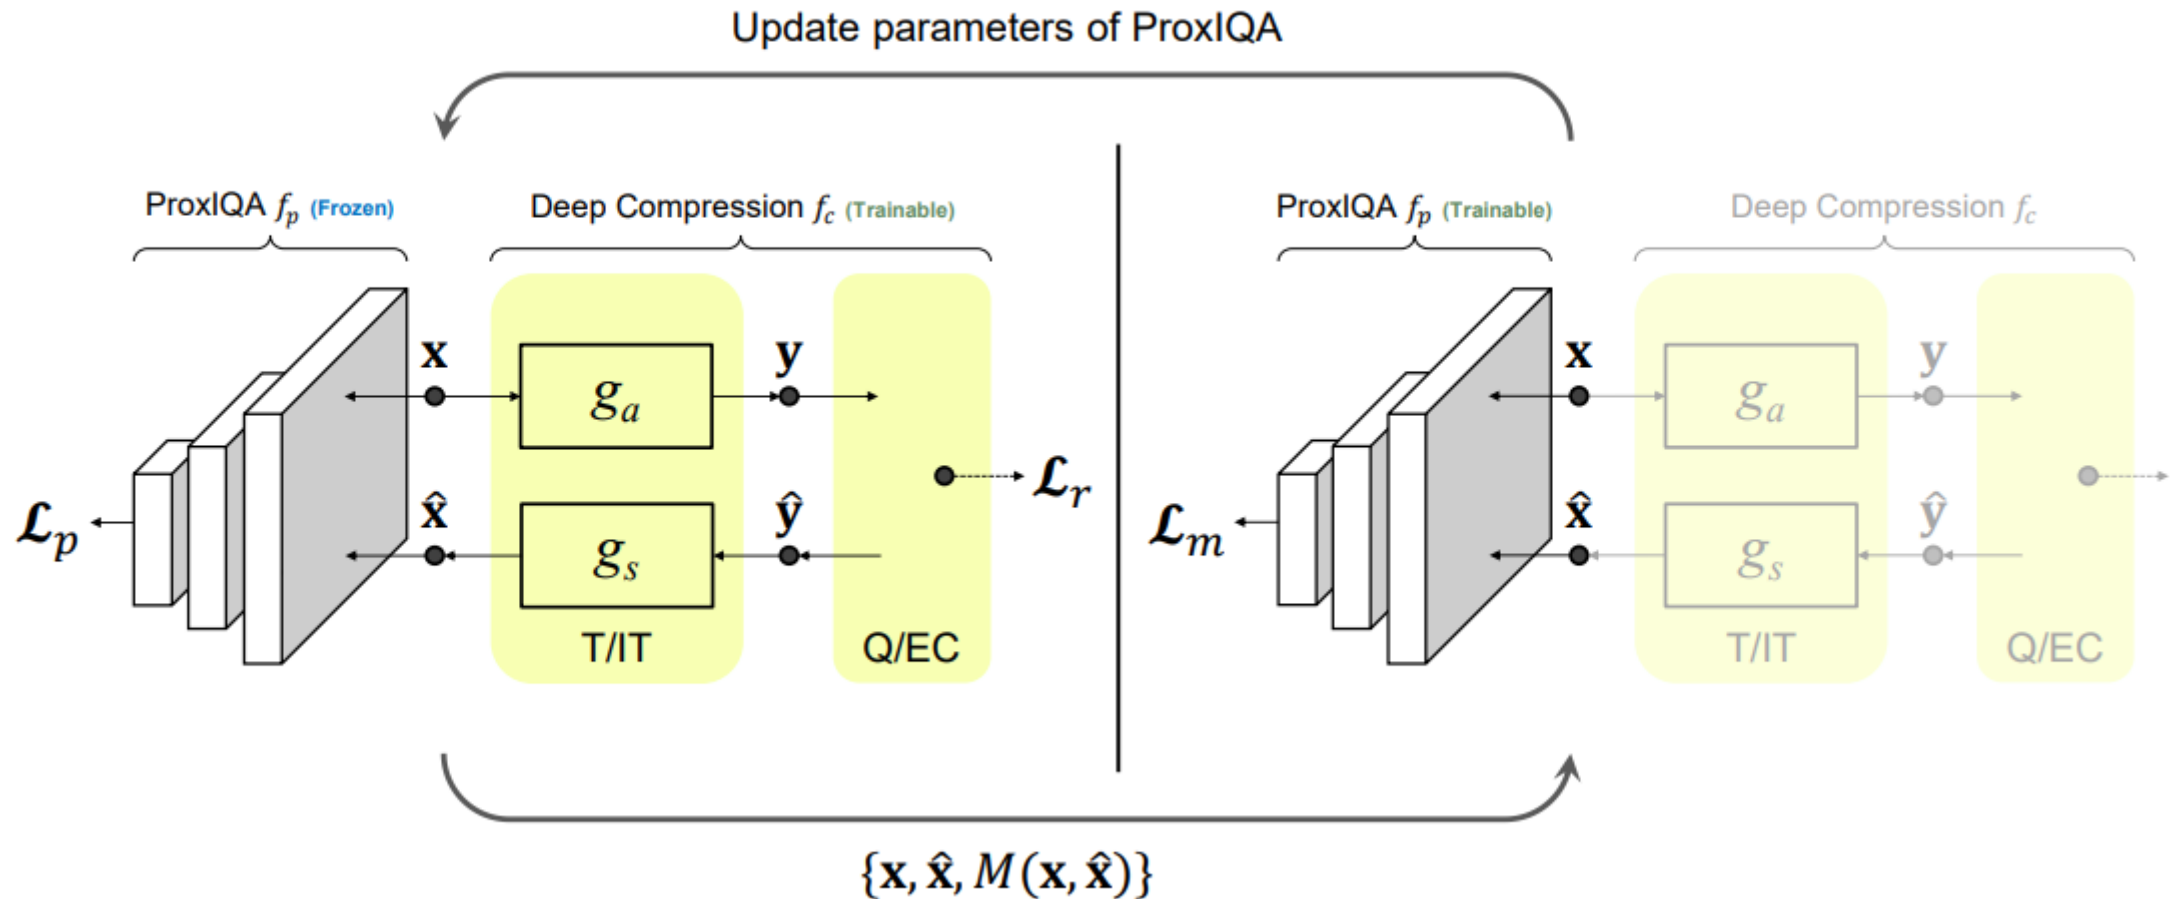 Update parameters of ProxIQA
ProxIQA f_p (Frozen)
Deep Compression f_c (Trainable)
x
g_a
y
ℒ_p
x̂
g_s
ŷ
ℒ_r
T/IT
Q/EC
ProxIQA f_p (Trainable)
Deep Compression f_c
x
g_a
y
ℒ_m
x̂
g_s
ŷ
T/IT
Q/EC
{x, x̂, M(x, x̂)}